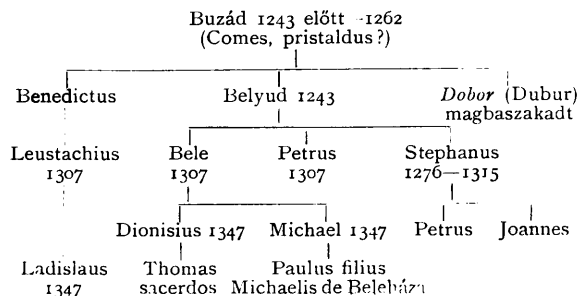 Buzád 1243 előtt –1262
(Comes, pristaldus?)
Benedictus Belyud 1243 Dobor (Dubur)
magbaszakadt
Leustachius Bele Petrus Stephanus
1307 1307 1307 1276—1315
Dionisius 1347 Michael 1347 Petrus Joannes
Ladislaus Thomas Paulus filius
1347 sacerdos Michaelis de Beleháza